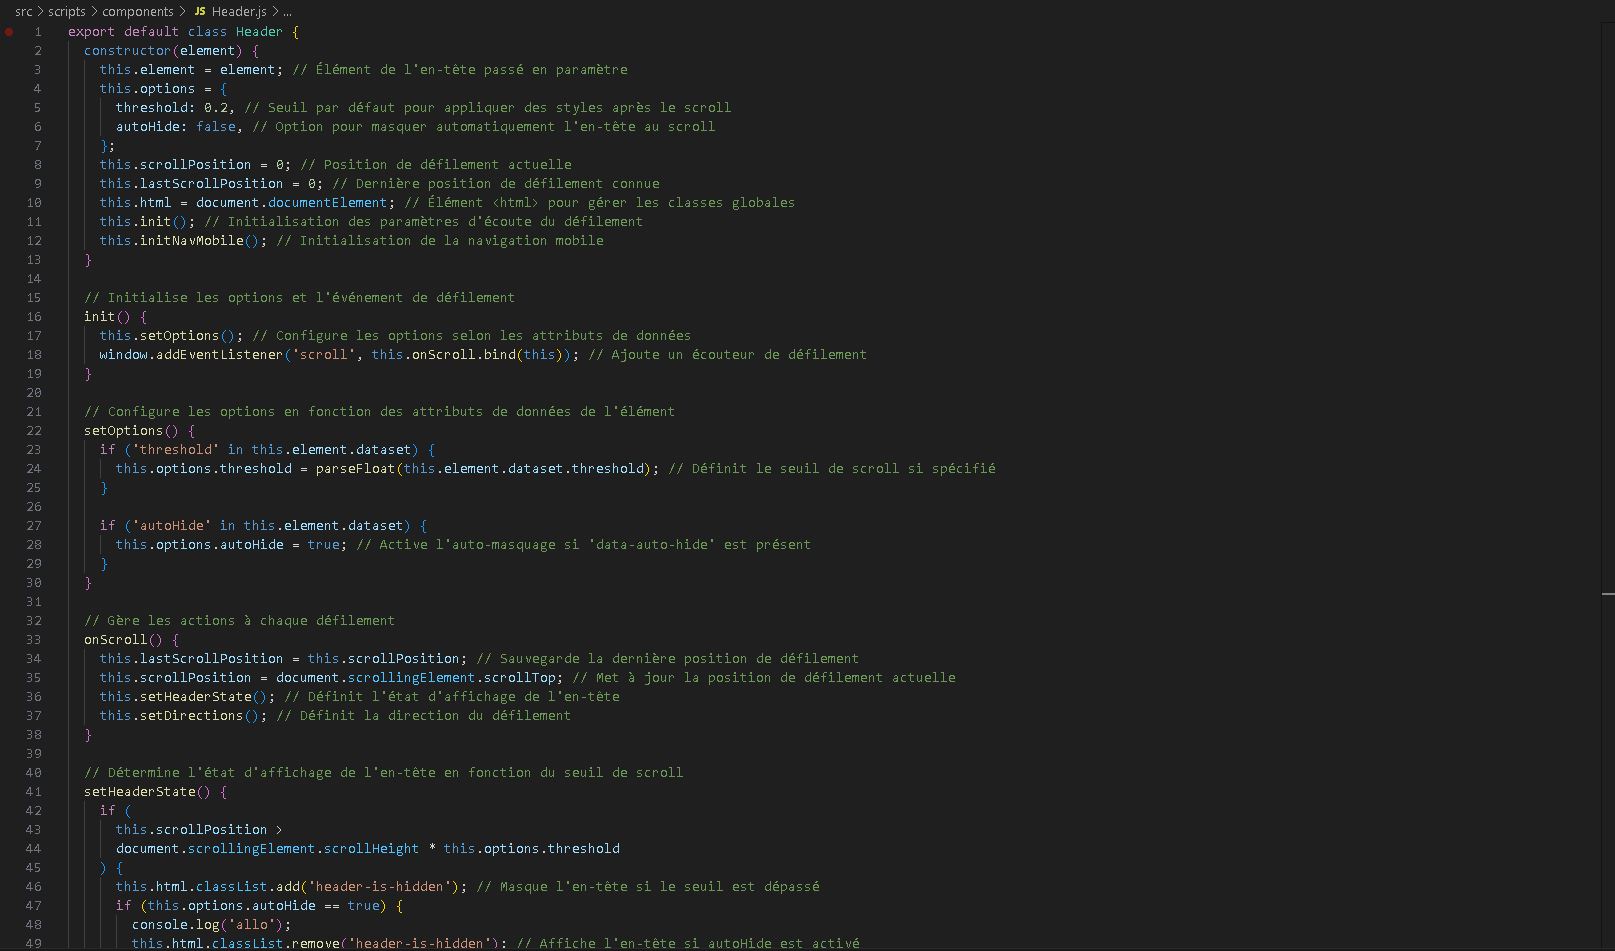 src > scripts > components > JS Header.js > ...
1 export default class Header {
2 constructor(element) {
3 this.element = element; // Élément de l'en-tête passé en paramètre
4 this.options = {
5 threshold: 0.2, // Seuil par défaut pour appliquer des styles après le scroll
6 autoHide: false, // Option pour masquer automatiquement l'en-tête au scroll
7 };
8 this.scrollPosition = 0; // Position de défilement actuelle
9 this.lastScrollPosition = 0; // Dernière position de défilement connue
10 this.html = document.documentElement; // Élément <html> pour gérer les classes globales
11 this.init(); // Initialisation des paramètres d'écoute du défilement
12 this.initNavMobile(); // Initialisation de la navigation mobile
13 }
14
15 // Initialise les options et l'événement de défilement
16 init() {
17 this.setOptions(); // Configure les options selon les attributs de données
18 window.addEventListener('scroll', this.onScroll.bind(this)); // Ajoute un écouteur de défilement
19 }
20
21 // Configure les options en fonction des attributs de données de l'élément
22 setOptions() {
23 if ('threshold' in this.element.dataset) {
24 this.options.threshold = parseFloat(this.element.dataset.threshold); // Définit le seuil de scroll si spécifié
25 }
26
27 if ('autoHide' in this.element.dataset) {
28 this.options.autoHide = true; // Active l'auto-masquage si 'data-auto-hide' est présent
29 }
30 }
31
32 // Gère les actions à chaque défilement
33 onScroll() {
34 this.lastScrollPosition = this.scrollPosition; // Sauvegarde la dernière position de défilement
35 this.scrollPosition = document.scrollingElement.scrollTop; // Met à jour la position de défilement actuelle
36 this.setHeaderState(); // Définit l'état d'affichage de l'en-tête
37 this.setDirections(); // Définit la direction du défilement
38 }
39
40 // Détermine l'état d'affichage de l'en-tête en fonction du seuil de scroll
41 setHeaderState() {
42 if (
43 this.scrollPosition >
44 document.scrollingElement.scrollHeight * this.options.threshold
45 ) {
46 this.html.classList.add('header-is-hidden'); // Masque l'en-tête si le seuil est dépassé
47 if (this.options.autoHide == true) {
48 console.log('allo');
49 this.html.classList.remove('header-is-hidden'); // Affiche l'en-tête si autoHide est activé